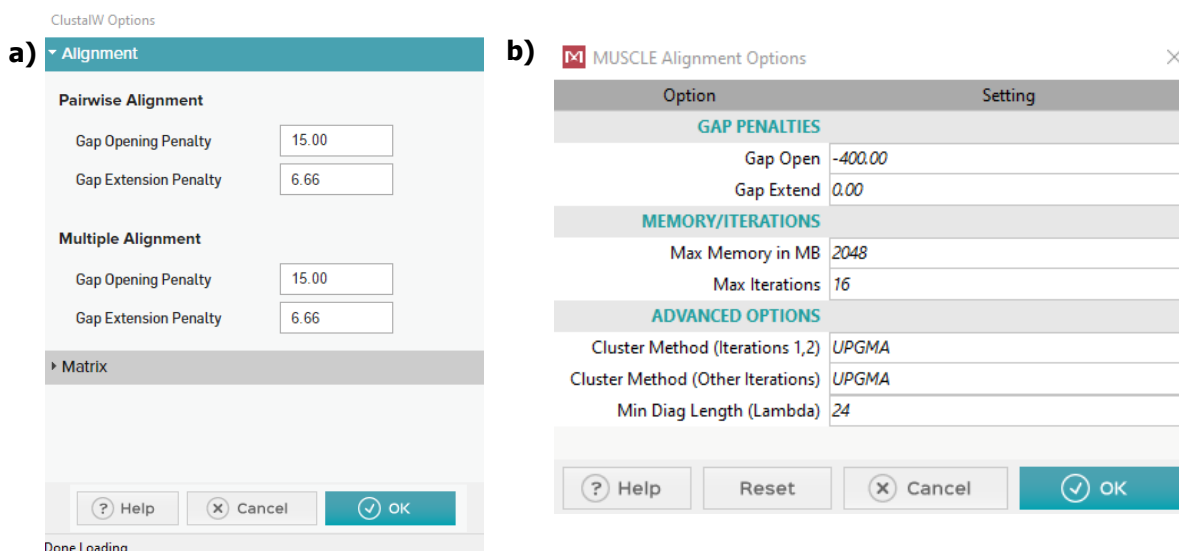 ClustalW Options
a)
Alignment
Pairwise Alignment
Gap Opening Penalty 15.00
Gap Extension Penalty 6.66
Multiple Alignment
Gap Opening Penalty 15.00
Gap Extension Penalty 6.66
Matrix
? Help Cancel OK
Done Loading
b)
MUSCLE Alignment Options
Option Setting
GAP PENALTIES
Gap Open -400.00
Gap Extend 0.00
MEMORY/ITERATIONS
Max Memory in MB 2048
Max Iterations 16
ADVANCED OPTIONS
Cluster Method (Iterations 1,2) UPGMA
Cluster Method (Other Iterations) UPGMA
Min Diag Length (Lambda) 24
? Help Reset Cancel OK